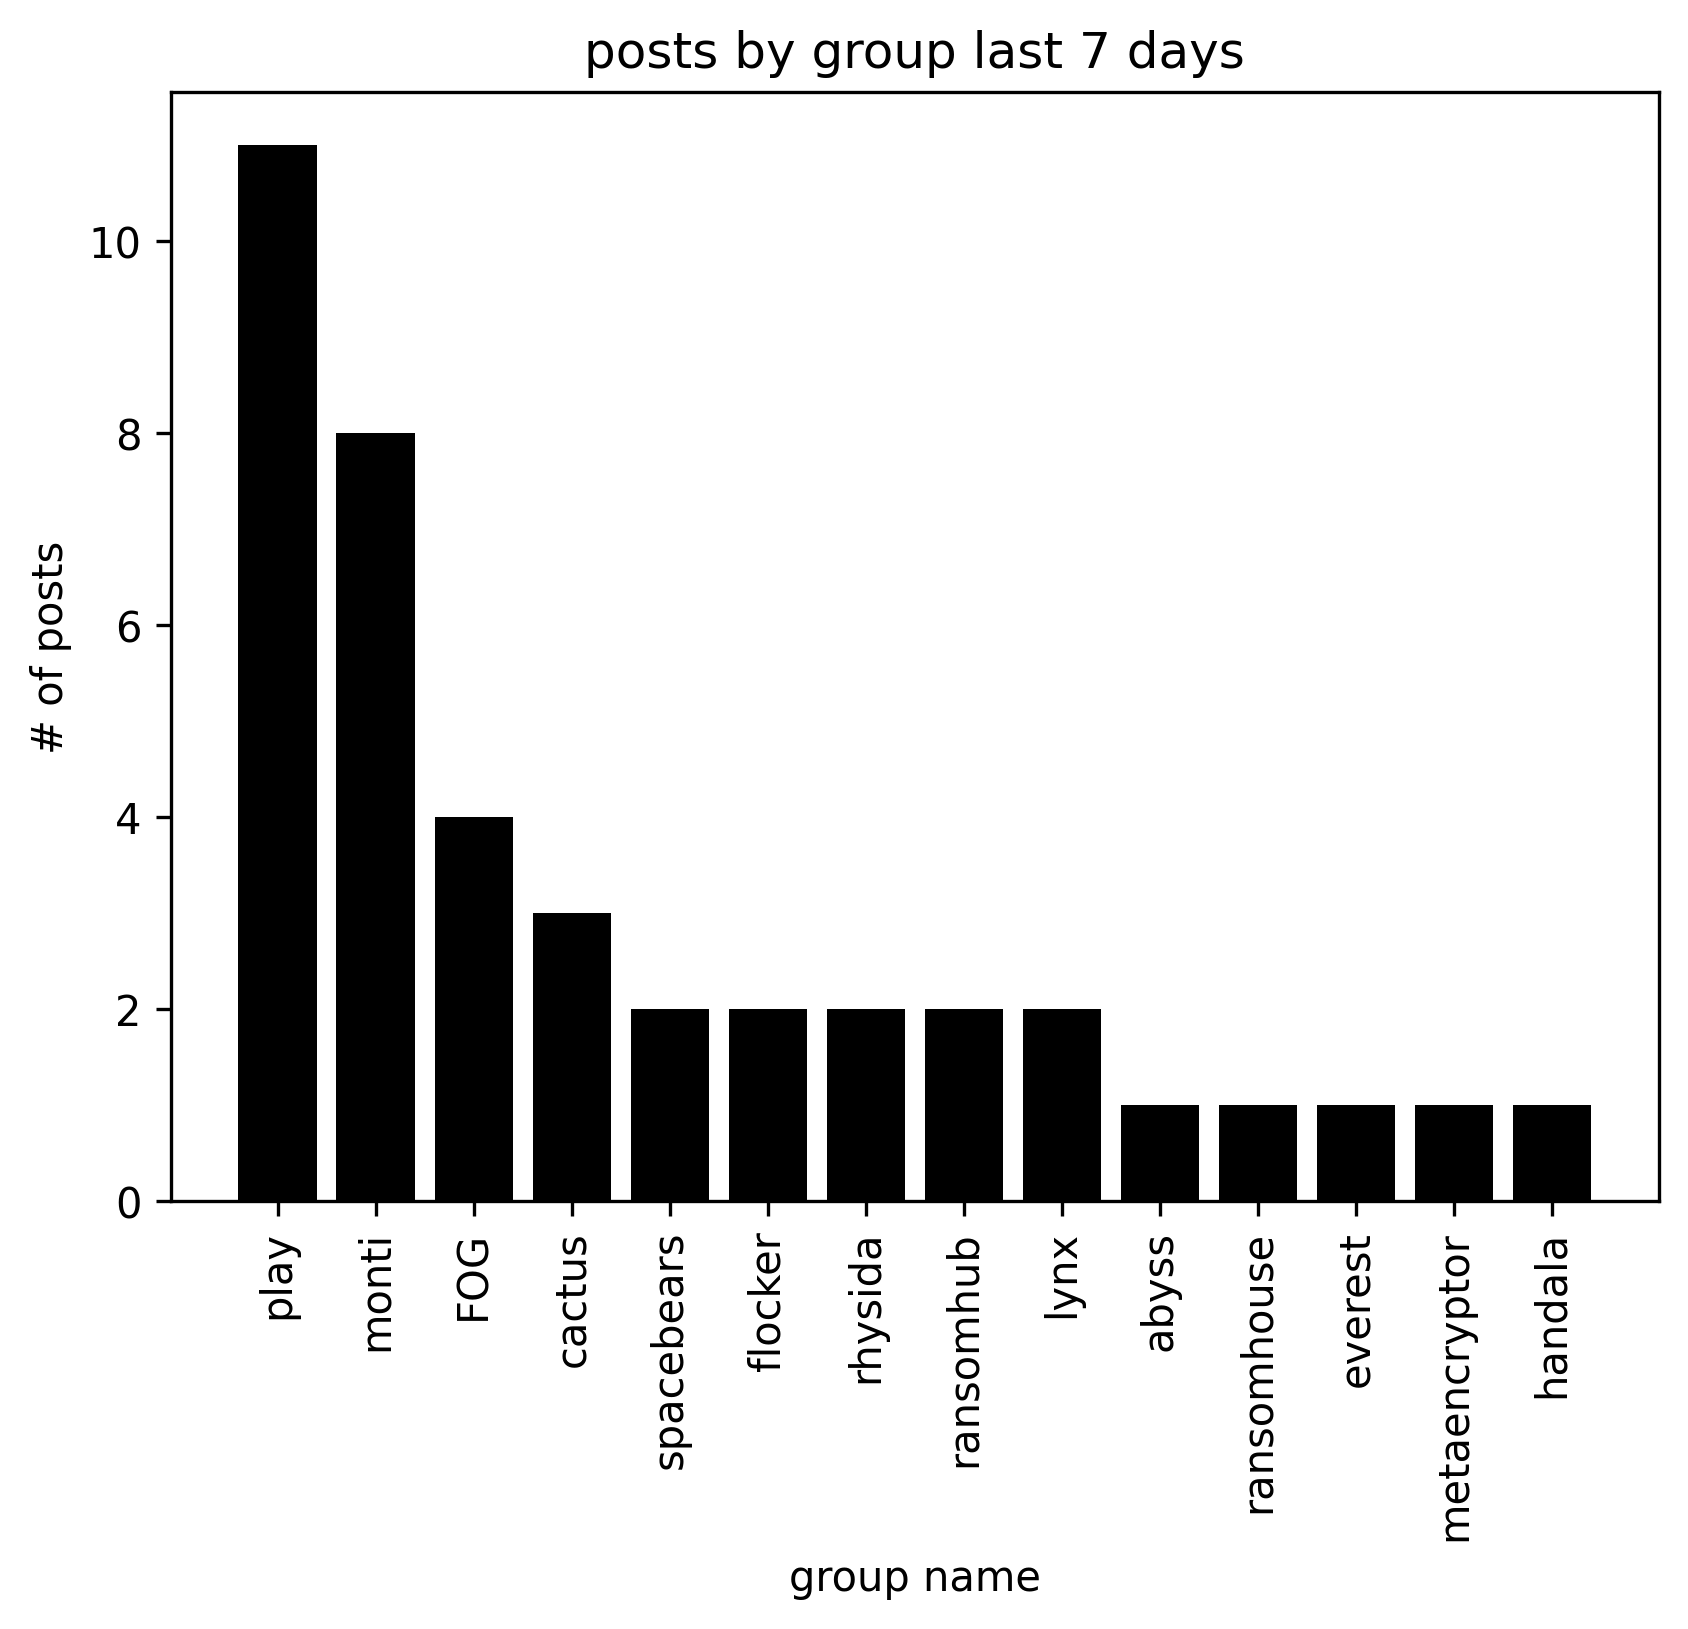 posts by group last 7 days
# of posts
10
8
6
4
2
0
play
monti
FOG
cactus
spacebears
flocker
rhysida
ransomhub
lynx
abyss
ransomhouse
everest
metaencryptor
handala
group name